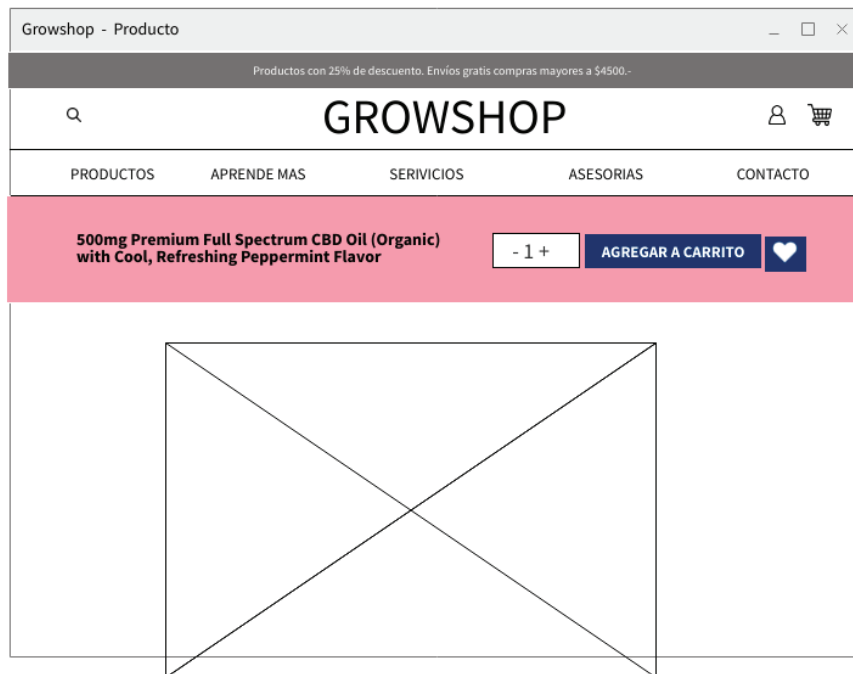 Growshop - Producto
Productos con 25% de descuento. Envíos gratis compras mayores a $4500.-
GROWSHOP
PRODUCTOS APRENDE MAS SERIVICIOS ASESORIAS CONTACTO
500mg Premium Full Spectrum CBD Oil (Organic)
with Cool, Refreshing Peppermint Flavor
- 1 + AGREGAR A CARRITO